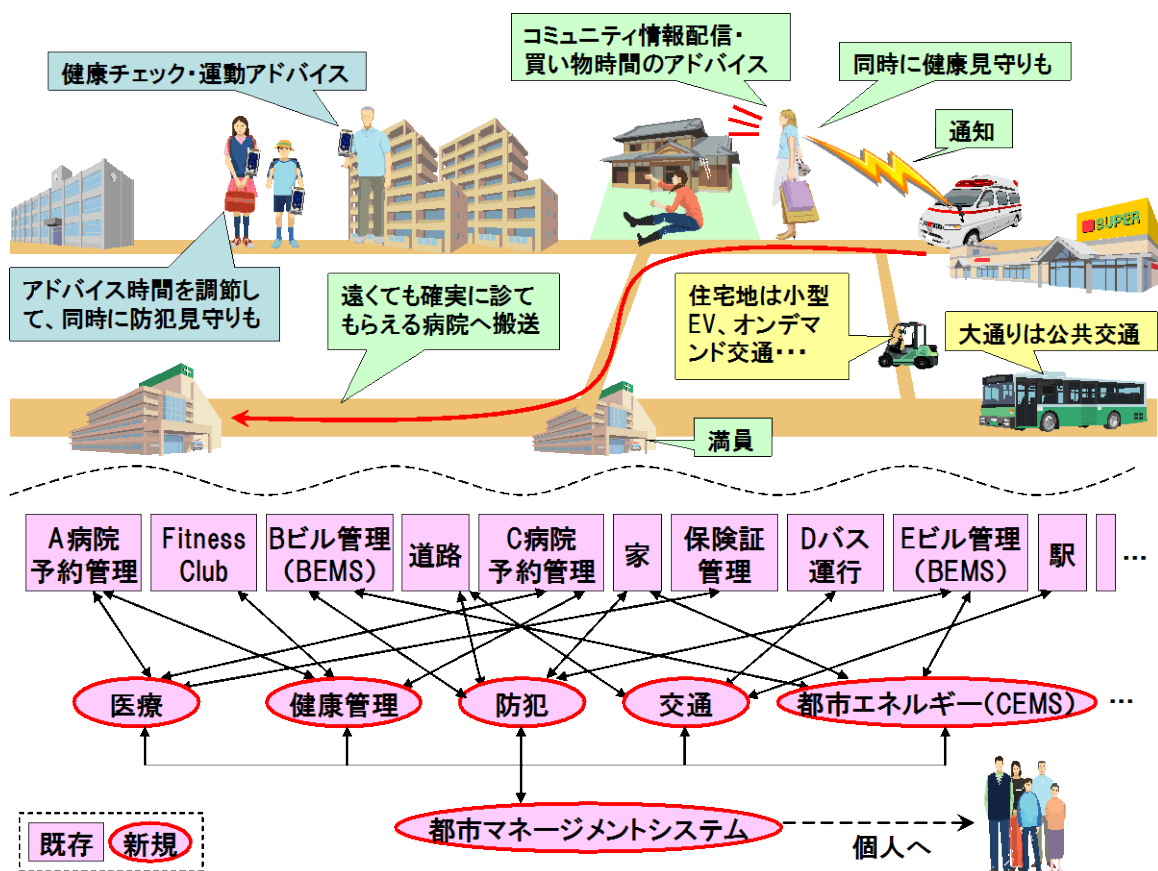 コミュニティ情報配信・
買い物時間のアドバイス
健康チェック・運動アドバイス
同時に健康見守りも
通知
SUPER
アドバイス時間を調節し
て、同時に防犯見守りも
遠くても確実に診て
もらえる病院へ搬送
住宅地は小型
EV、オンデマ
ンド交通・・・
大通りは公共交通
満員
A病院
予約管理
Fitness
Club
Bビル管理
(BEMS)
道路
C病院
予約管理
家
保険証
管理
Dバス
運行
Eビル管理
(BEMS)
駅
…
医療
健康管理
防犯
交通
都市エネルギー(CEMS)
…
都市マネージメントシステム
個人へ
既存
新規